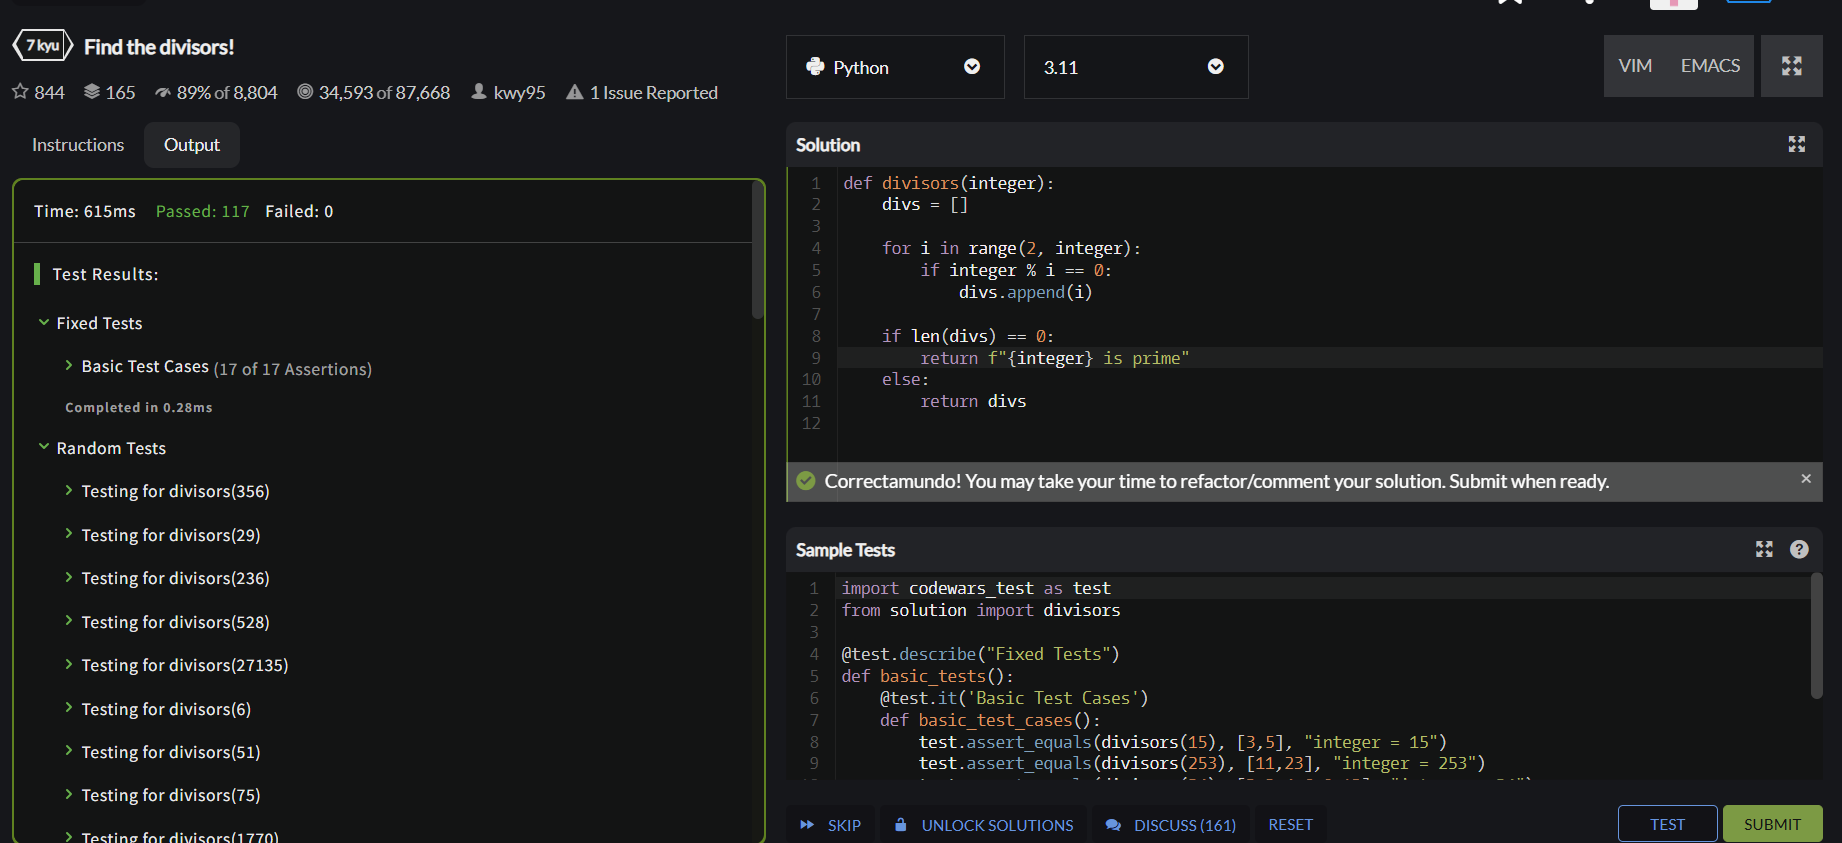 7 kyu Find the divisors!
844 165 89% of 8,804 34,593 of 87,668 kwy95 1 Issue Reported
Instructions Output
Time: 615ms Passed: 117 Failed: 0
Test Results:
Fixed Tests
Basic Test Cases (17 of 17 Assertions)
Completed in 0.28ms
Random Tests
Testing for divisors(356)
Testing for divisors(29)
Testing for divisors(236)
Testing for divisors(528)
Testing for divisors(27135)
Testing for divisors(6)
Testing for divisors(51)
Testing for divisors(75)
Testing for divisors(1770)
Python 3.11 VIM EMACS
Solution
1 def divisors(integer):
2     divs = []
3
4     for i in range(2, integer):
5         if integer % i == 0:
6             divs.append(i)
7
8     if len(divs) == 0:
9         return f"{integer} is prime"
10     else:
11         return divs
12
Correctamundo! You may take your time to refactor/comment your solution. Submit when ready. ×
Sample Tests
1 import codewars_test as test
2 from solution import divisors
3
4 @test.describe("Fixed Tests")
5 def basic_tests():
6     @test.it('Basic Test Cases')
7     def basic_test_cases():
8         test.assert_equals(divisors(15), [3,5], "integer = 15")
9         test.assert_equals(divisors(253), [11,23], "integer = 253")
SKIP UNLOCK SOLUTIONS DISCUSS (161) RESET TEST SUBMIT